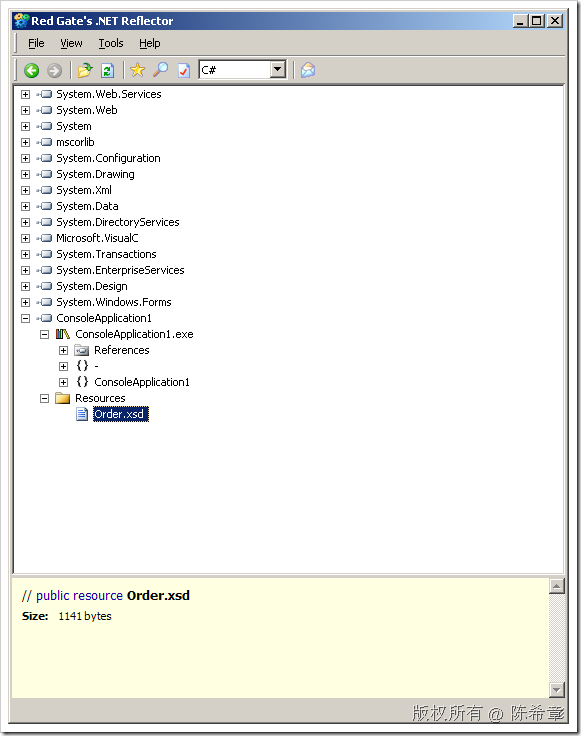 Red Gate's .NET Reflector
File View Tools Help
C#
System.Web.Services
System.Web
System
mscorlib
System.Configuration
System.Drawing
System.Xml
System.Data
System.DirectoryServices
Microsoft.VisualC
System.Transactions
System.EnterpriseServices
System.Design
System.Windows.Forms
ConsoleApplication1
ConsoleApplication1.exe
References
{} -
{} ConsoleApplication1
Resources
Order.xsd
// public resource Order.xsd
Size: 1141 bytes
版权所有 @ 陈希章